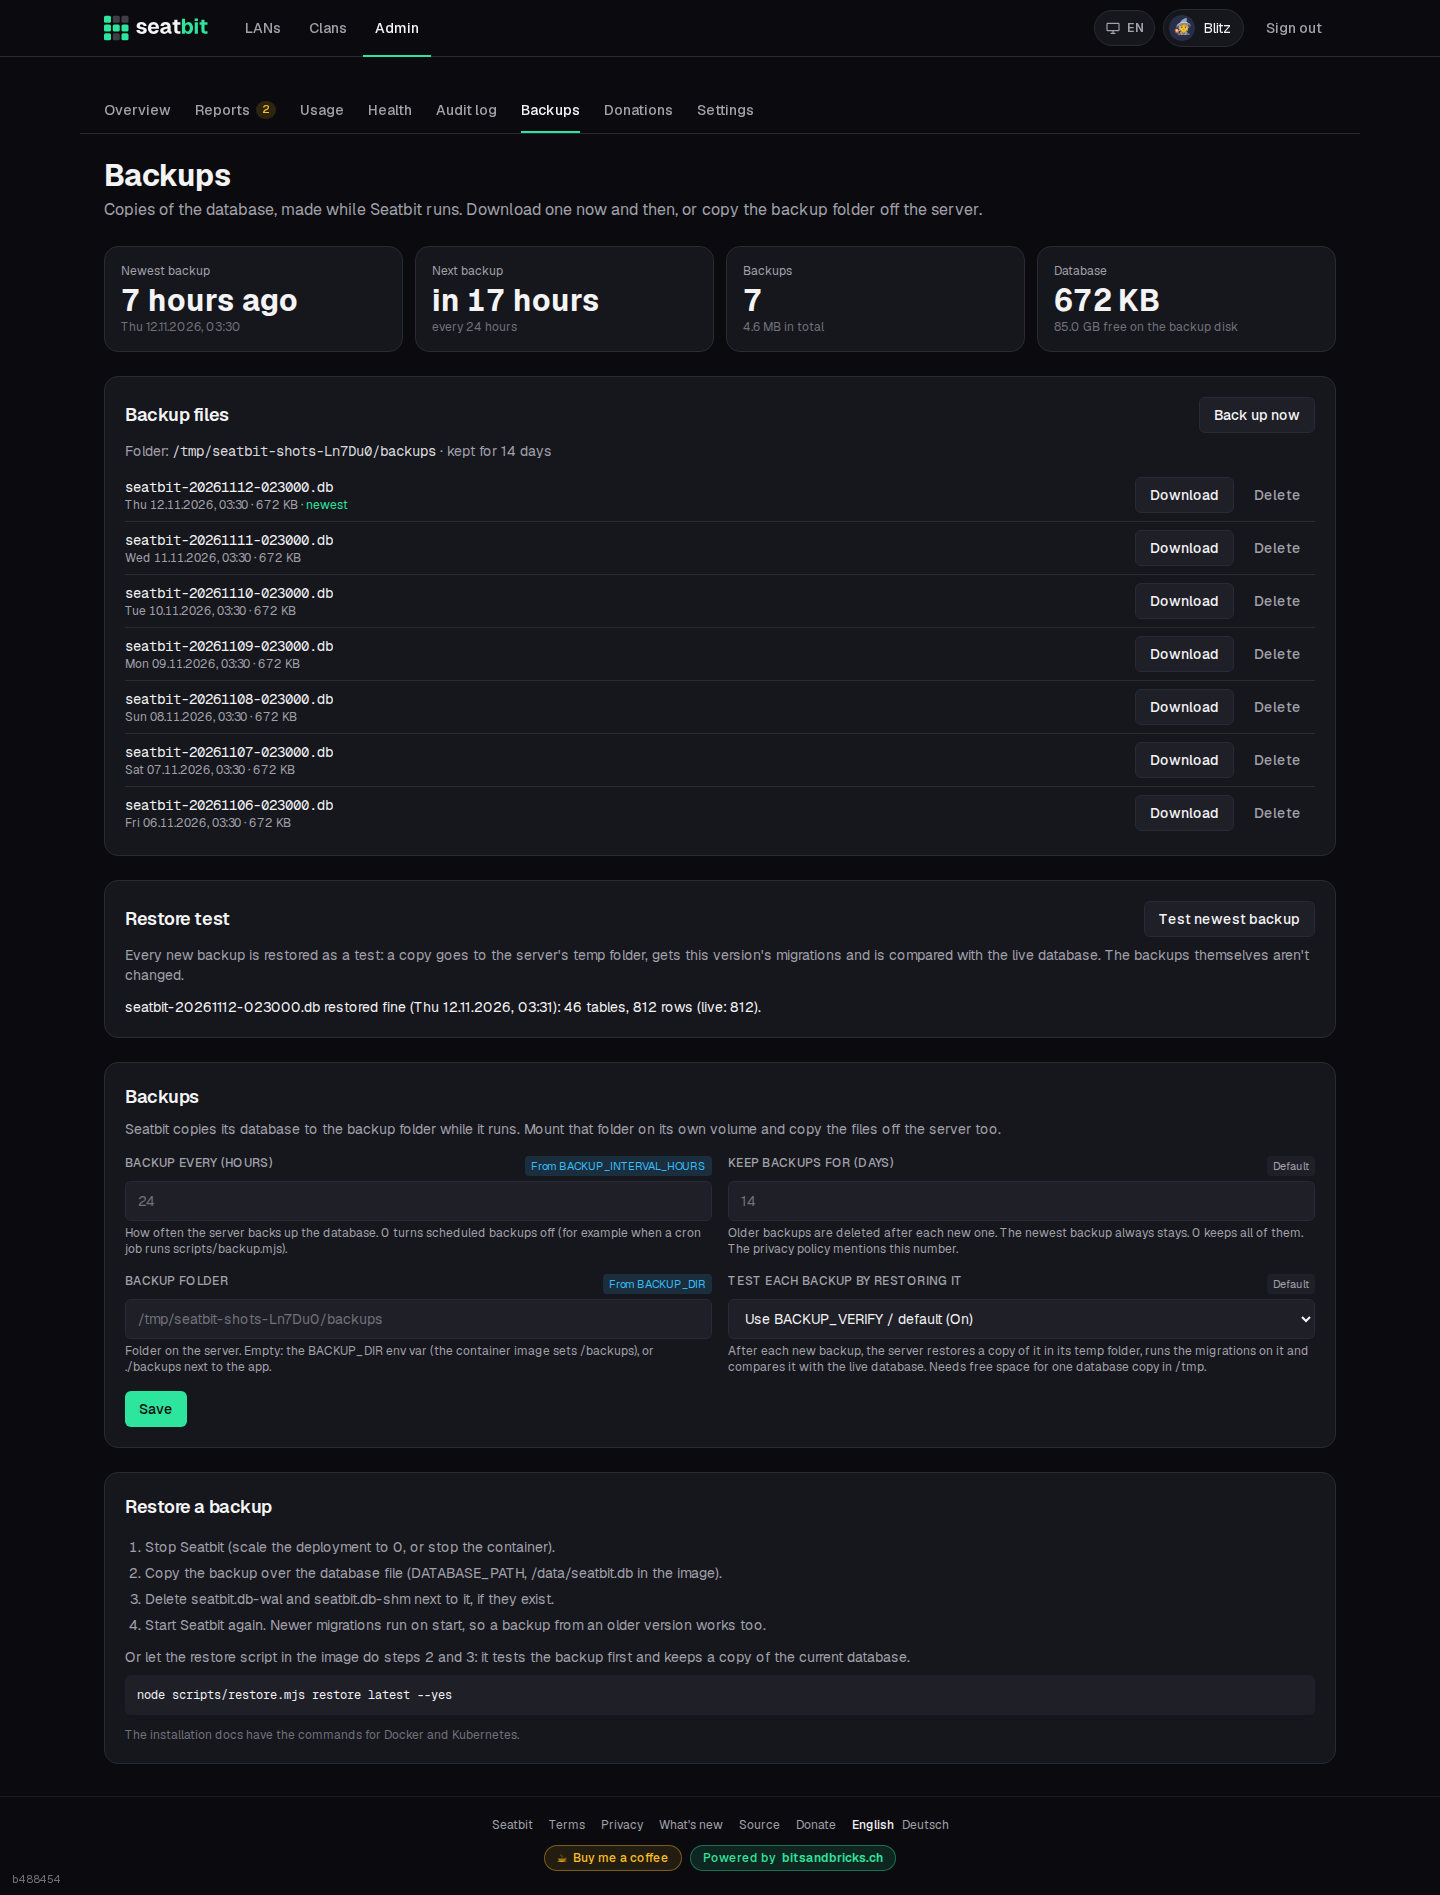 seatbit
LANs
Clans
Admin
EN
Blitz
Sign out
Overview
Reports 2
Usage
Health
Audit log
Backups
Donations
Settings
Backups
Copies of the database, made while Seatbit runs. Download one now and then, or copy the backup folder off the server.
Newest backup
7 hours ago
Thu 12.11.2026, 03:30
Next backup
in 17 hours
every 24 hours
Backups
7
4.6 MB in total
Database
672 KB
85.0 GB free on the backup disk
Backup files
Back up now
Folder: /tmp/seatbit-shots-Ln7Du0/backups · kept for 14 days
seatbit-20261112-023000.db
Thu 12.11.2026, 03:30 · 672 KB · newest
Download
Delete
seatbit-20261111-023000.db
Wed 11.11.2026, 03:30 · 672 KB
Download
Delete
seatbit-20261110-023000.db
Tue 10.11.2026, 03:30 · 672 KB
Download
Delete
seatbit-20261109-023000.db
Mon 09.11.2026, 03:30 · 672 KB
Download
Delete
seatbit-20261108-023000.db
Sun 08.11.2026, 03:30 · 672 KB
Download
Delete
seatbit-20261107-023000.db
Sat 07.11.2026, 03:30 · 672 KB
Download
Delete
seatbit-20261106-023000.db
Fri 06.11.2026, 03:30 · 672 KB
Download
Delete
Restore test
Test newest backup
Every new backup is restored as a test: a copy goes to the server's temp folder, gets this version's migrations and is compared with the live database. The backups themselves aren't
changed.
seatbit-20261112-023000.db restored fine (Thu 12.11.2026, 03:31): 46 tables, 812 rows (live: 812).
Backups
Seatbit copies its database to the backup folder while it runs. Mount that folder on its own volume and copy the files off the server too.
BACKUP EVERY (HOURS)
From BACKUP_INTERVAL_HOURS
24
How often the server backs up the database. 0 turns scheduled backups off (for example when a cron
job runs scripts/backup.mjs).
KEEP BACKUPS FOR (DAYS)
Default
14
Older backups are deleted after each new one. The newest backup always stays. 0 keeps all of them.
The privacy policy mentions this number.
BACKUP FOLDER
From BACKUP_DIR
/tmp/seatbit-shots-Ln7Du0/backups
Folder on the server. Empty: the BACKUP_DIR env var (the container image sets /backups), or
./backups next to the app.
TEST EACH BACKUP BY RESTORING IT
Default
Use BACKUP_VERIFY / default (On)
After each new backup, the server restores a copy of it in its temp folder, runs the migrations on it and
compares it with the live database. Needs free space for one database copy in /tmp.
Save
Restore a backup
1. Stop Seatbit (scale the deployment to 0, or stop the container).
2. Copy the backup over the database file (DATABASE_PATH, /data/seatbit.db in the image).
3. Delete seatbit.db-wal and seatbit.db-shm next to it, if they exist.
4. Start Seatbit again. Newer migrations run on start, so a backup from an older version works too.
Or let the restore script in the image do steps 2 and 3: it tests the backup first and keeps a copy of the current database.
node scripts/restore.mjs restore latest --yes
The installation docs have the commands for Docker and Kubernetes.
Seatbit
Terms
Privacy
What's new
Source
Donate
English
Deutsch
Buy me a coffee
Powered by bitsandbricks.ch
b488454